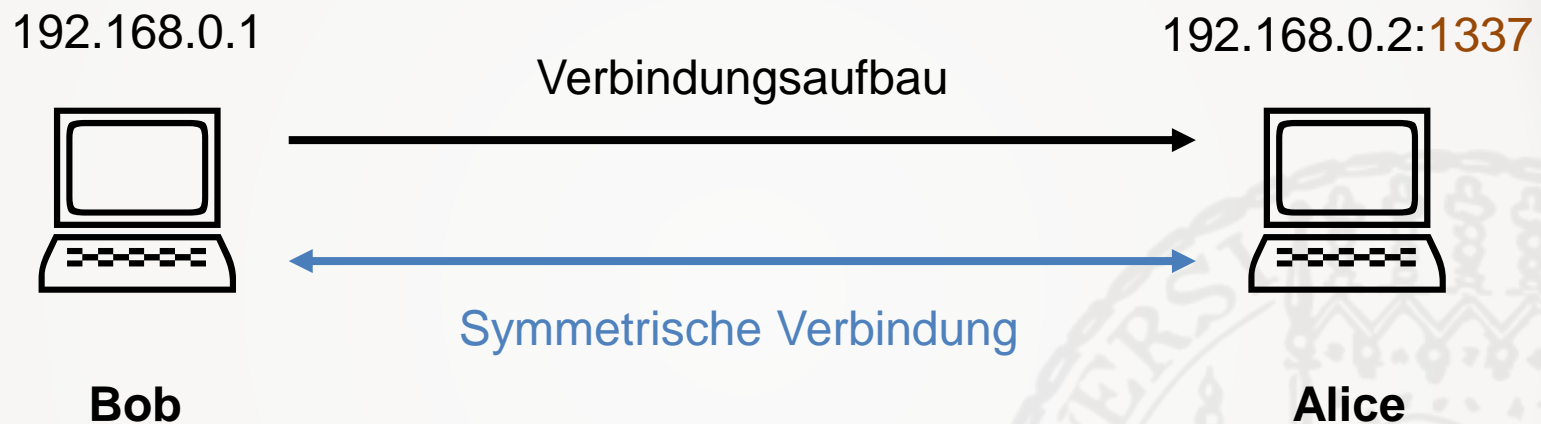 192.168.0.1
192.168.0.2:1337
Verbindungsaufbau
Symmetrische Verbindung
Bob
Alice